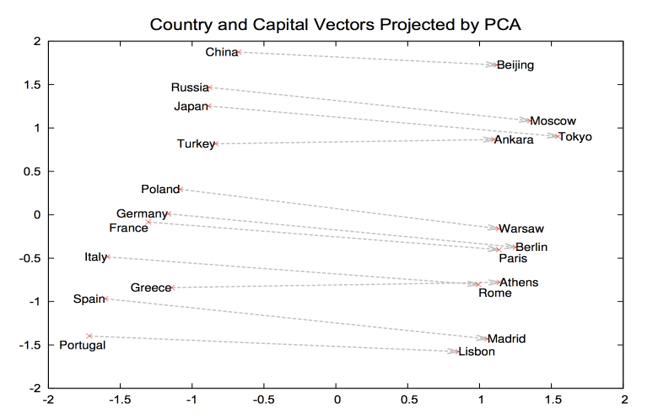 Country and Capital Vectors Projected by PCA
2
China
Beijing
1.5
Russia
Japan
Moscow
1
Tokyo
Turkey
Ankara
0.5
Poland
Germany
0
France
Warsaw
Berlin
-0.5
Italy
Paris
Greece
Athens
Rome
-1
Spain
Madrid
-1.5
Portugal
Lisbon
-2
-2 -1.5 -1 -0.5 0 0.5 1 1.5 2